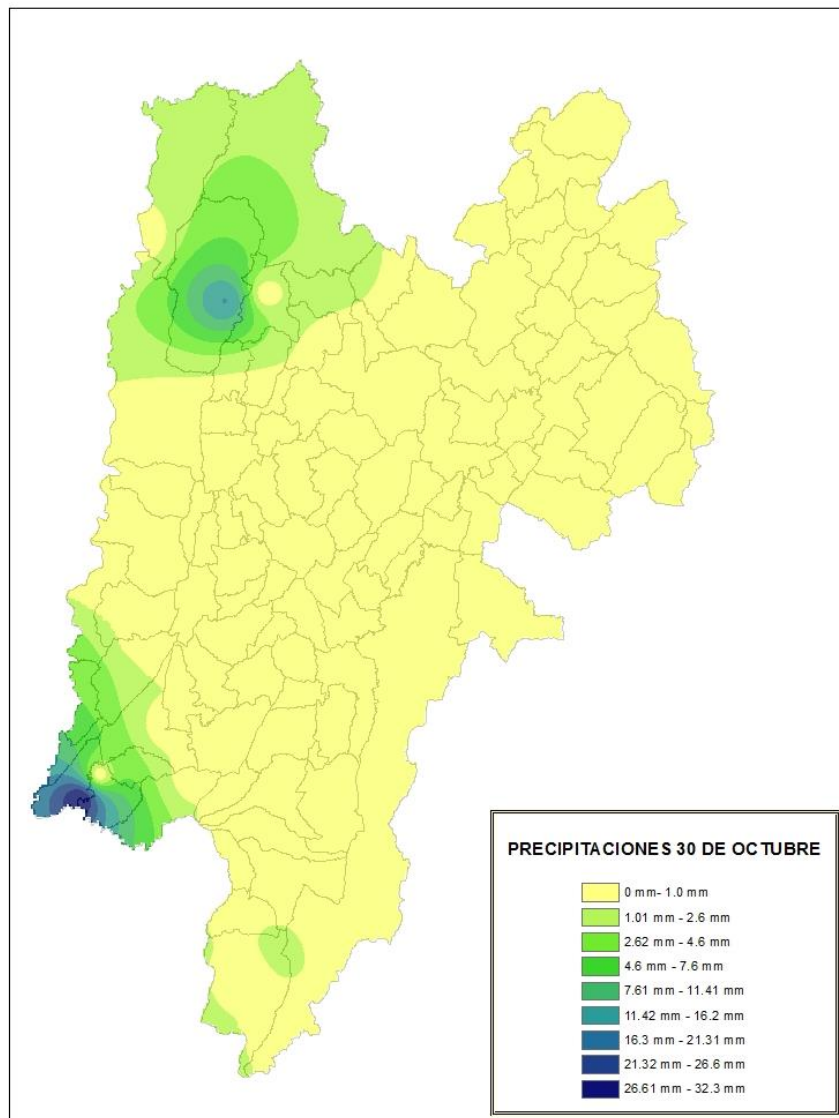 PRECIPITACIONES 30 DE OCTUBRE
0 mm- 1.0 mm
1.01 mm - 2.6 mm
2.62 mm - 4.6 mm
4.6 mm - 7.6 mm
7.61 mm - 11.41 mm
11.42 mm - 16.2 mm
16.3 mm - 21.31 mm
21.32 mm - 26.6 mm
26.61 mm - 32.3 mm